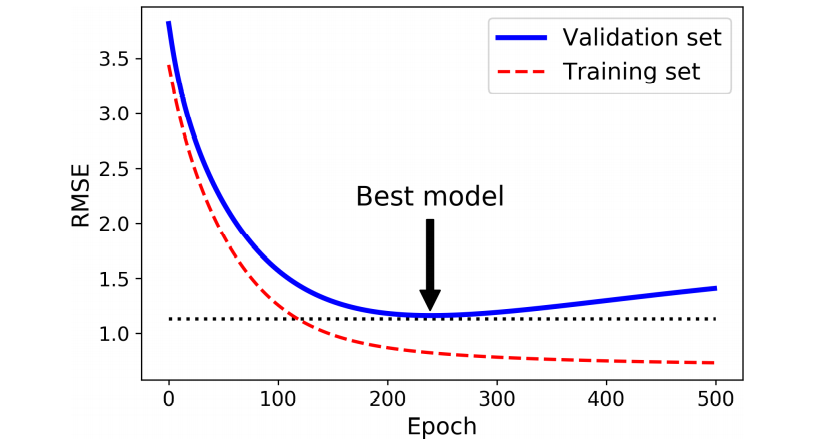 Validation set
Training set
Best model
RMSE
3.5
3.0
2.5
2.0
1.5
1.0
0 100 200 300 400 500
Epoch